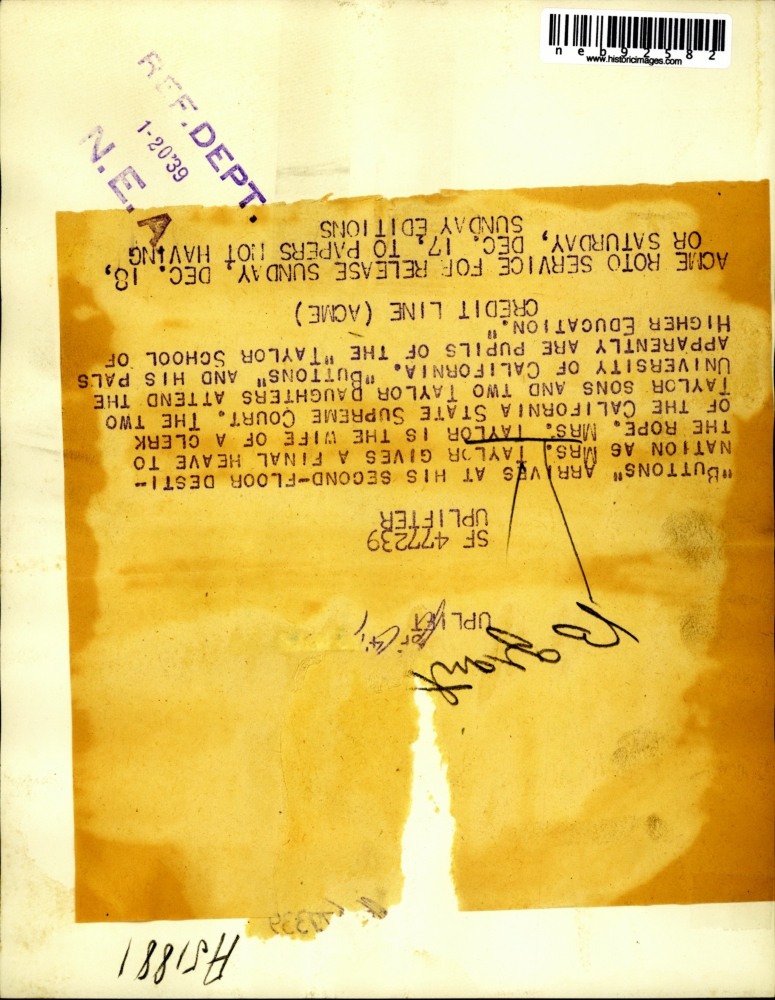 neb92582
www.historicimages.com
REF. DEPT.
1-20 39
N. E. A
UPLIFT
SF 477239
UPLIFTER
"BUTTONS" ARRIVES AT HIS SECOND-FLOOR DESTI-
NATION AS MRS. TAYLOR GIVES A FINAL HEAVE TO
THE ROPE. MRS. TAYLOR IS THE WIFE OF A CLERK
OF THE CALIFORNIA STATE SUPREME COURT. THE TWO
TAYLOR SONS AND TWO TAYLOR DAUGHTERS ATTEND THE
UNIVERSITY OF CALIFORNIA. "BUTTONS" AND HIS PALS
APPARENTLY ARE PUPILS OF THE "TAYLOR SCHOOL OF
HIGHER EDUCATION."
CREDIT LINE (ACME)
ACME ROTO SERVICE FOR RELEASE SUNDAY, DEC. 18,
OR SATURDAY, DEC. 17, TO PAPERS NOT HAVING
SUNDAY EDITIONS
A51881